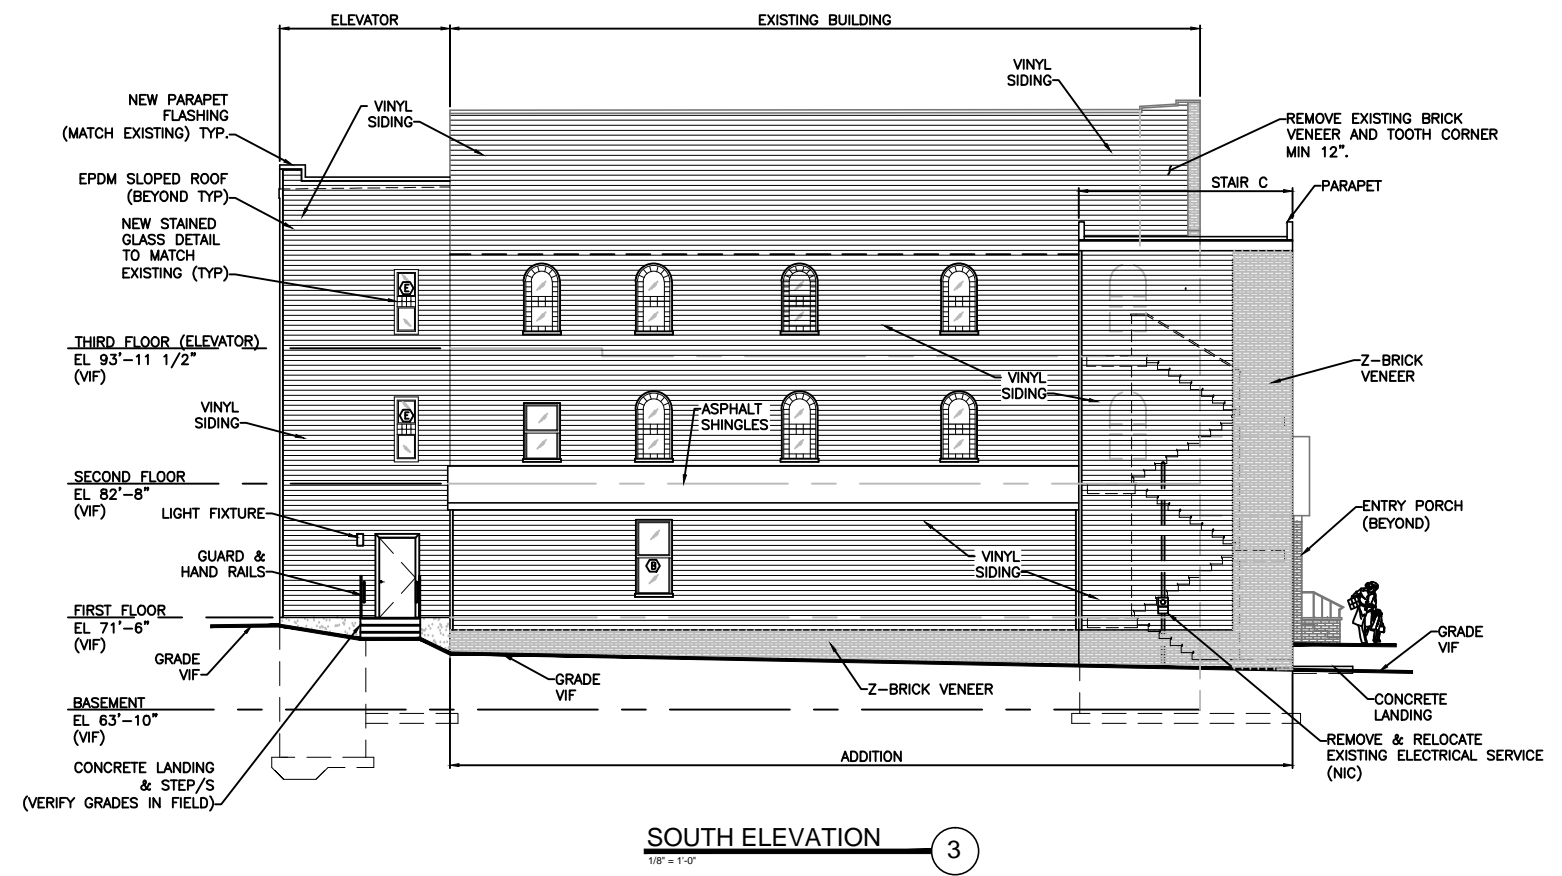 ELEVATOR
EXISTING BUILDING
VINYL
SIDING
NEW PARAPET
FLASHING
(MATCH EXISTING) TYP.
VINYL
SIDING
REMOVE EXISTING BRICK
VENEER AND TOOTH CORNER
MIN 12".
EPDM SLOPED ROOF
(BEYOND TYP)
STAIR C
PARAPET
NEW STAINED
GLASS DETAIL
TO MATCH
EXISTING (TYP)
E
THIRD FLOOR (ELEVATOR)
EL 93'-11 1/2"
(VIF)
Z-BRICK
VENEER
VINYL
SIDING
VINYL
SIDING
E
ASPHALT
SHINGLES
SECOND FLOOR
EL 82'-8"
(VIF)
LIGHT FIXTURE
ENTRY PORCH
(BEYOND)
GUARD &
HAND RAILS
B
VINYL
SIDING
FIRST FLOOR
EL 71'-6"
(VIF)
GRADE
VIF
GRADE
VIF
GRADE
VIF
Z-BRICK VENEER
BASEMENT
EL 63'-10"
(VIF)
CONCRETE
LANDING
REMOVE & RELOCATE
EXISTING ELECTRICAL SERVICE
(NIC)
ADDITION
CONCRETE LANDING
& STEP/S
(VERIFY GRADES IN FIELD)
SOUTH ELEVATION
3
1/8" = 1'-0"